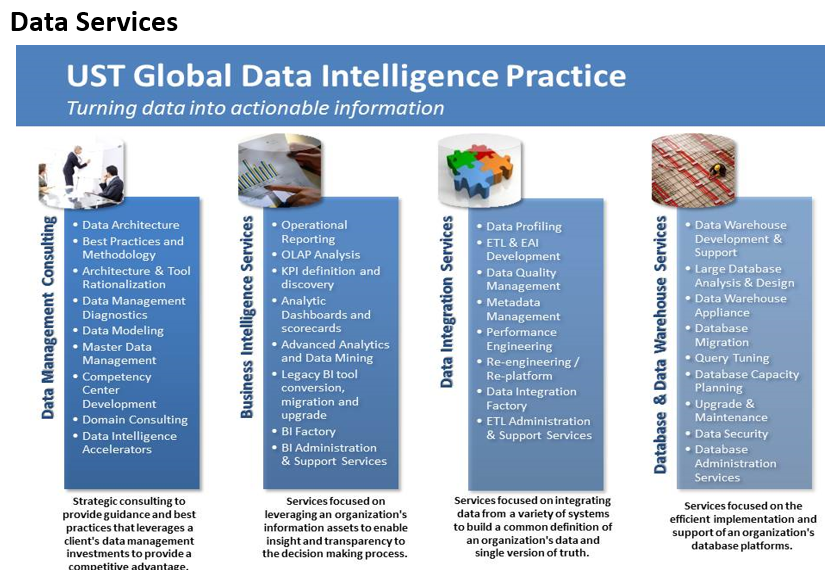 Data Services
UST Global Data Intelligence Practice
Turning data into actionable information
Data Management Consulting
• Data Architecture
• Best Practices and
Methodology
• Architecture & Tool
Rationalization
• Data Management
Diagnostics
• Data Modeling
• Master Data
Management
• Competency
Center
Development
• Domain Consulting
• Data Intelligence
Accelerators
Strategic consulting to
provide guidance and best
practices that leverages a
client's data management
investments to provide a
competitive advantage.
Business Intelligence Services
• Operational
Reporting
• OLAP Analysis
• KPI definition and
discovery
• Analytic
Dashboards and
scorecards
• Advanced Analytics
and Data Mining
• Legacy BI tool
conversion,
migration and
upgrade
• BI Factory
• BI Administration
& Support Services
Services focused on
leveraging an organization's
information assets to enable
insight and transparency to
the decision making process.
Data Integration Services
• Data Profiling
• ETL & EAI
Development
• Data Quality
Management
• Metadata
Management
• Performance
Engineering
• Re-engineering /
Re-platform
• Data Integration
Factory
• ETL Administration
& Support Services
Services focused on integrating
data from a variety of systems
to build a common definition of
an organization's data and
single version of truth.
Database & Data Warehouse Services
• Data Warehouse
Development &
Support
• Large Database
Analysis & Design
• Data Warehouse
Appliance
• Database
Migration
• Query Tuning
• Database Capacity
Planning
• Upgrade &
Maintenance
• Data Security
• Database
Administration
Services
Services focused on the
efficient implementation and
support of an organization's
database platforms.